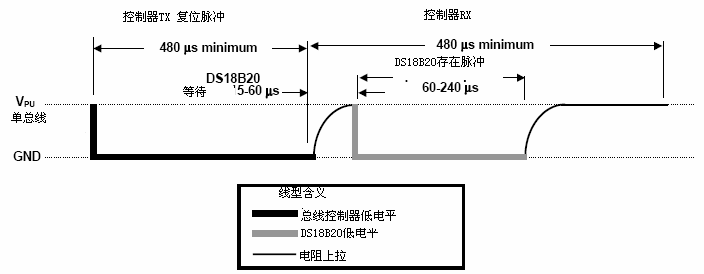 控制器TX 复位脉冲
控制器RX
480 µs minimum
480 µs minimum
DS18B20
等待 5-60 µs
DS18B20存在脉冲
60-240 µs
VPU
单总线
GND
线型含义
总线控制器低电平
DS18B20低电平
电阻上拉